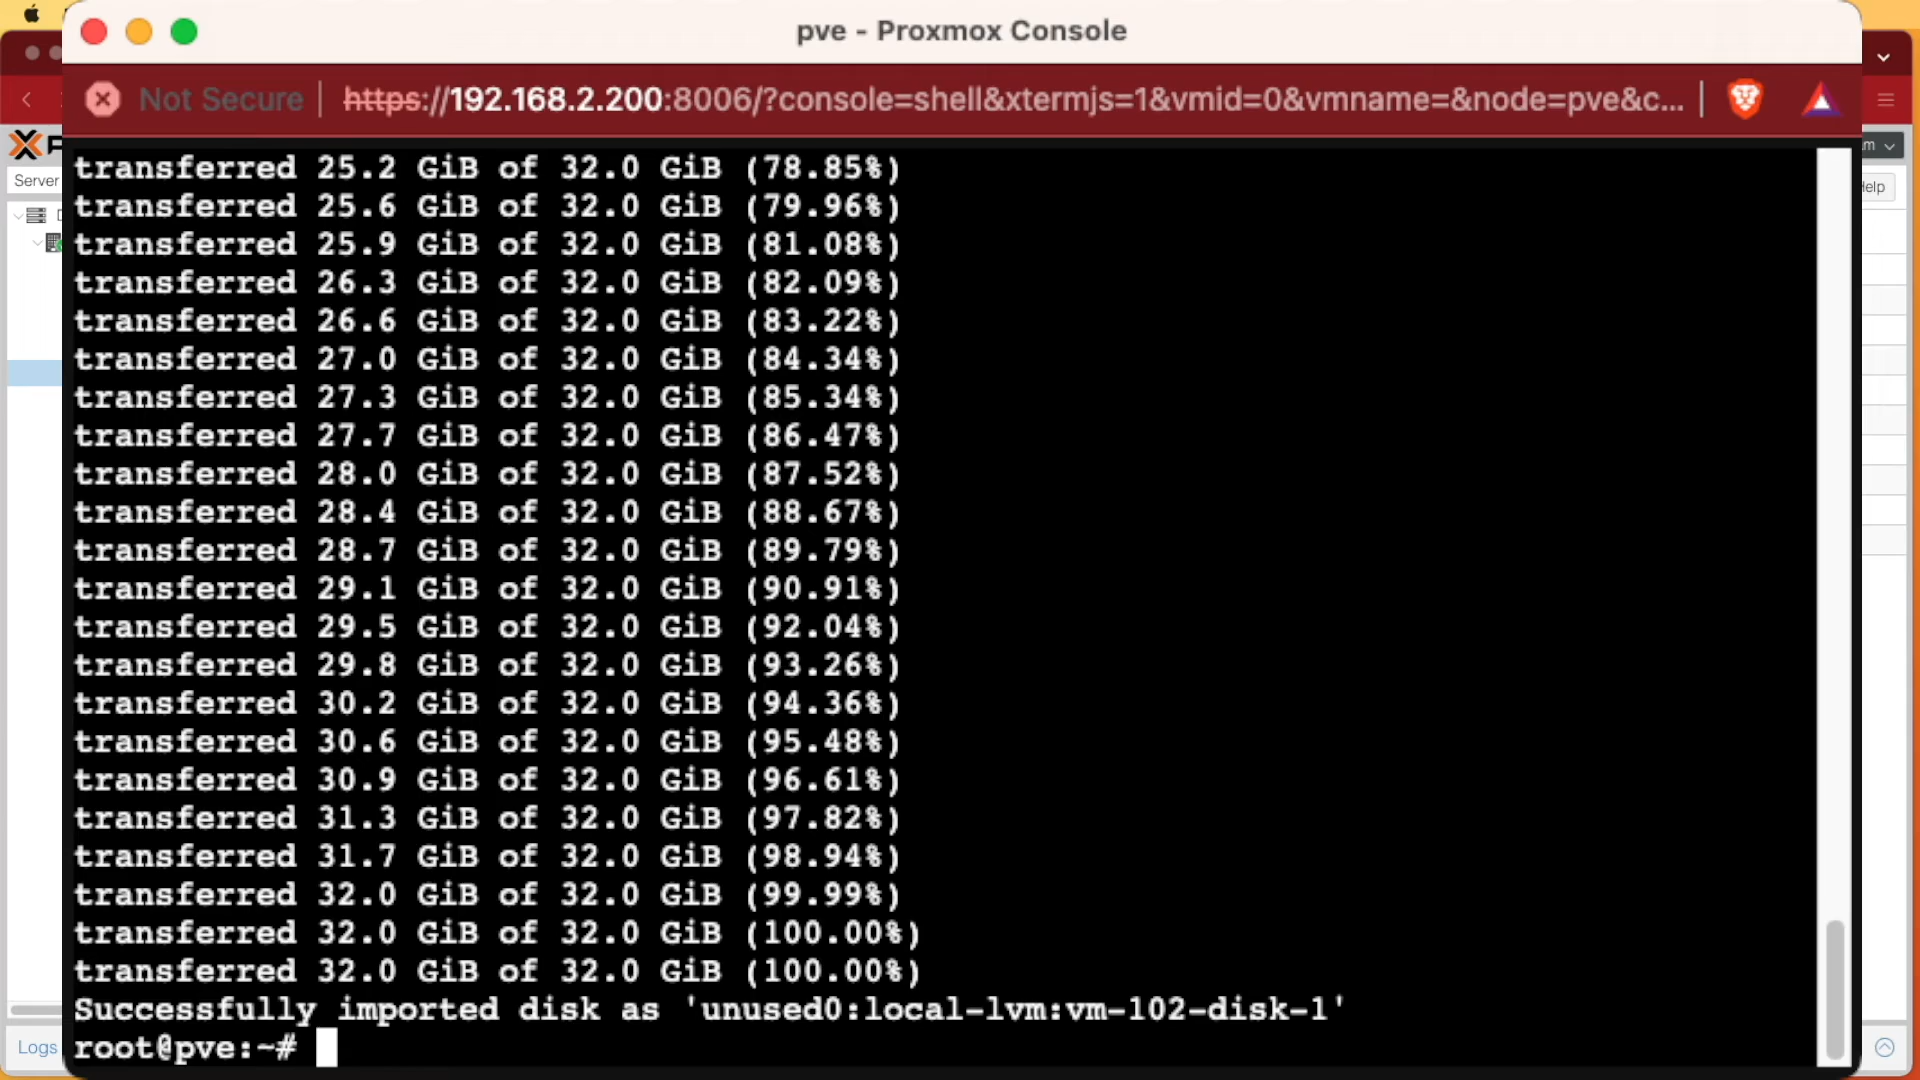 pve - Proxmox Console
Not Secure | https://192.168.2.200:8006/?console=shell&xtermjs=1&vmid=0&vmname=&node=pve&c... |
Server
elp
transferred 25.2 GiB of 32.0 GiB (78.85%)
transferred 25.6 GiB of 32.0 GiB (79.96%)
transferred 25.9 GiB of 32.0 GiB (81.08%)
transferred 26.3 GiB of 32.0 GiB (82.09%)
transferred 26.6 GiB of 32.0 GiB (83.22%)
transferred 27.0 GiB of 32.0 GiB (84.34%)
transferred 27.3 GiB of 32.0 GiB (85.34%)
transferred 27.7 GiB of 32.0 GiB (86.47%)
transferred 28.0 GiB of 32.0 GiB (87.52%)
transferred 28.4 GiB of 32.0 GiB (88.67%)
transferred 28.7 GiB of 32.0 GiB (89.79%)
transferred 29.1 GiB of 32.0 GiB (90.91%)
transferred 29.5 GiB of 32.0 GiB (92.04%)
transferred 29.8 GiB of 32.0 GiB (93.26%)
transferred 30.2 GiB of 32.0 GiB (94.36%)
transferred 30.6 GiB of 32.0 GiB (95.48%)
transferred 30.9 GiB of 32.0 GiB (96.61%)
transferred 31.3 GiB of 32.0 GiB (97.82%)
transferred 31.7 GiB of 32.0 GiB (98.94%)
transferred 32.0 GiB of 32.0 GiB (99.99%)
transferred 32.0 GiB of 32.0 GiB (100.00%)
transferred 32.0 GiB of 32.0 GiB (100.00%)
Successfully imported disk as 'unused0:local-lvm:vm-102-disk-1'
root@pve:~#
Logs